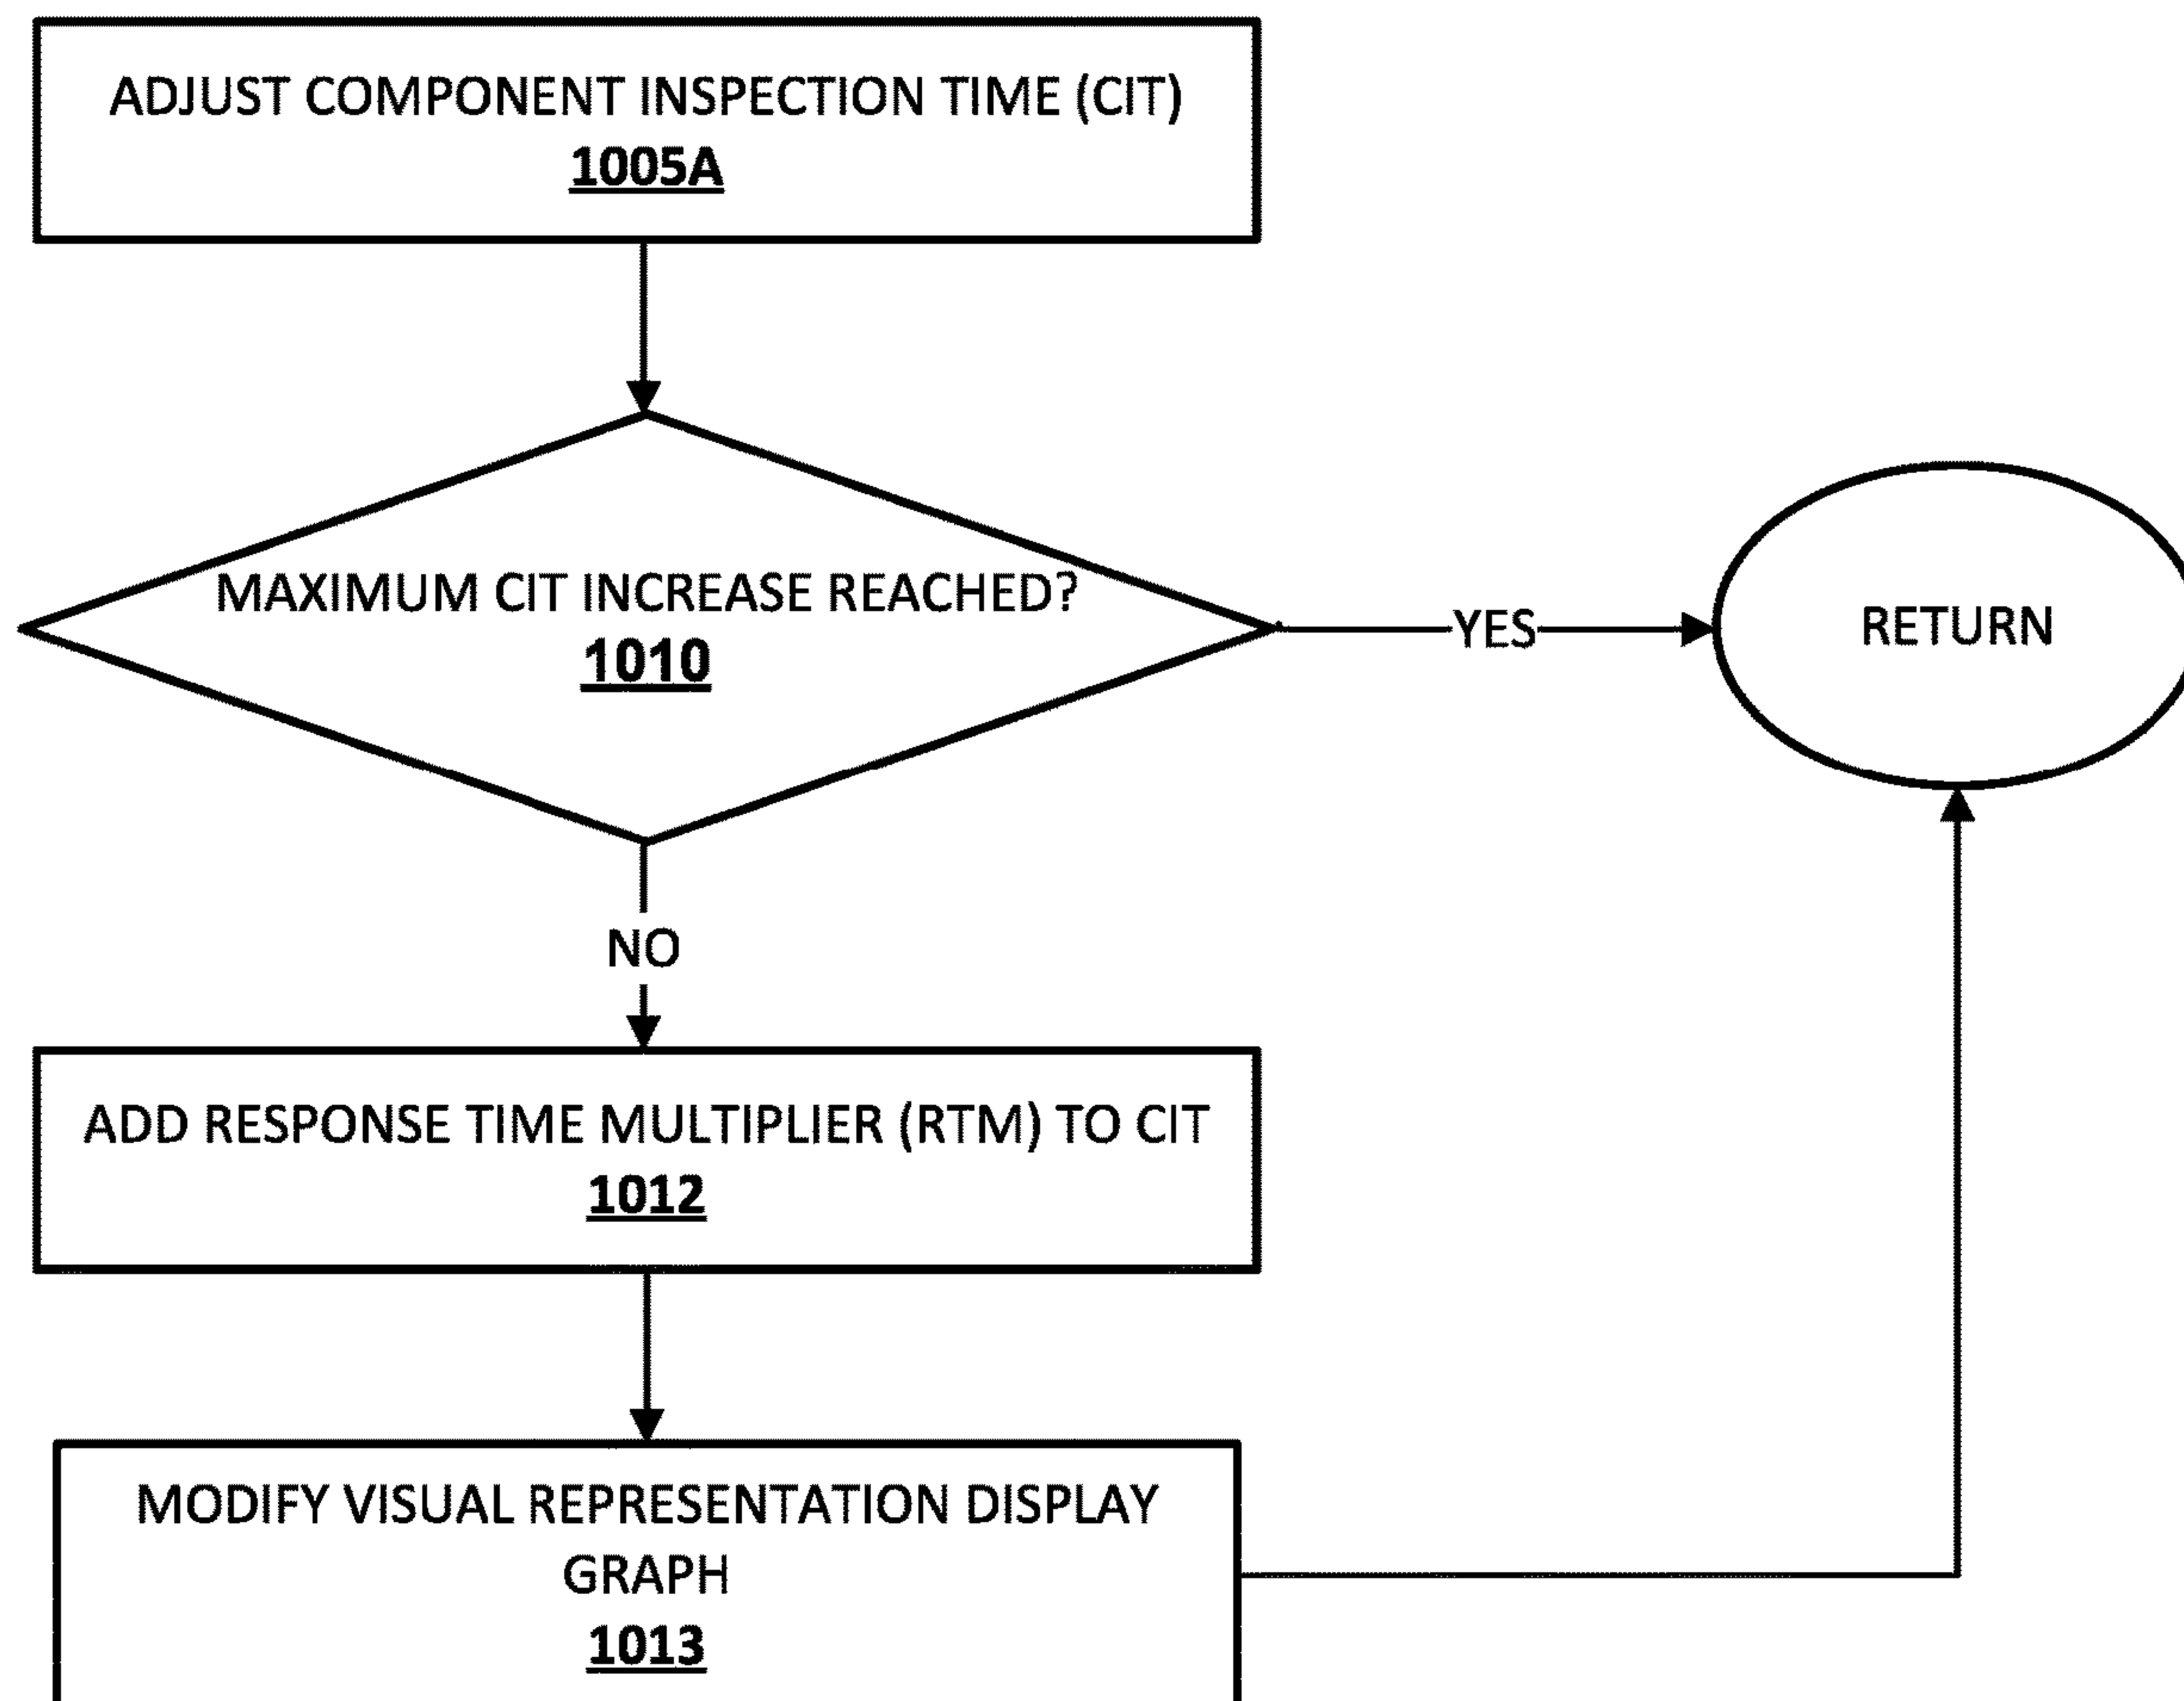 ADJUST COMPONENT INSPECTION TIME (CIT)
1005A
MAXIMUM CIT INCREASE REACHED?
1010
YES
RETURN
NO
ADD RESPONSE TIME MULTIPLIER (RTM) TO CIT
1012
MODIFY VISUAL REPRESENTATION DISPLAY
GRAPH
1013